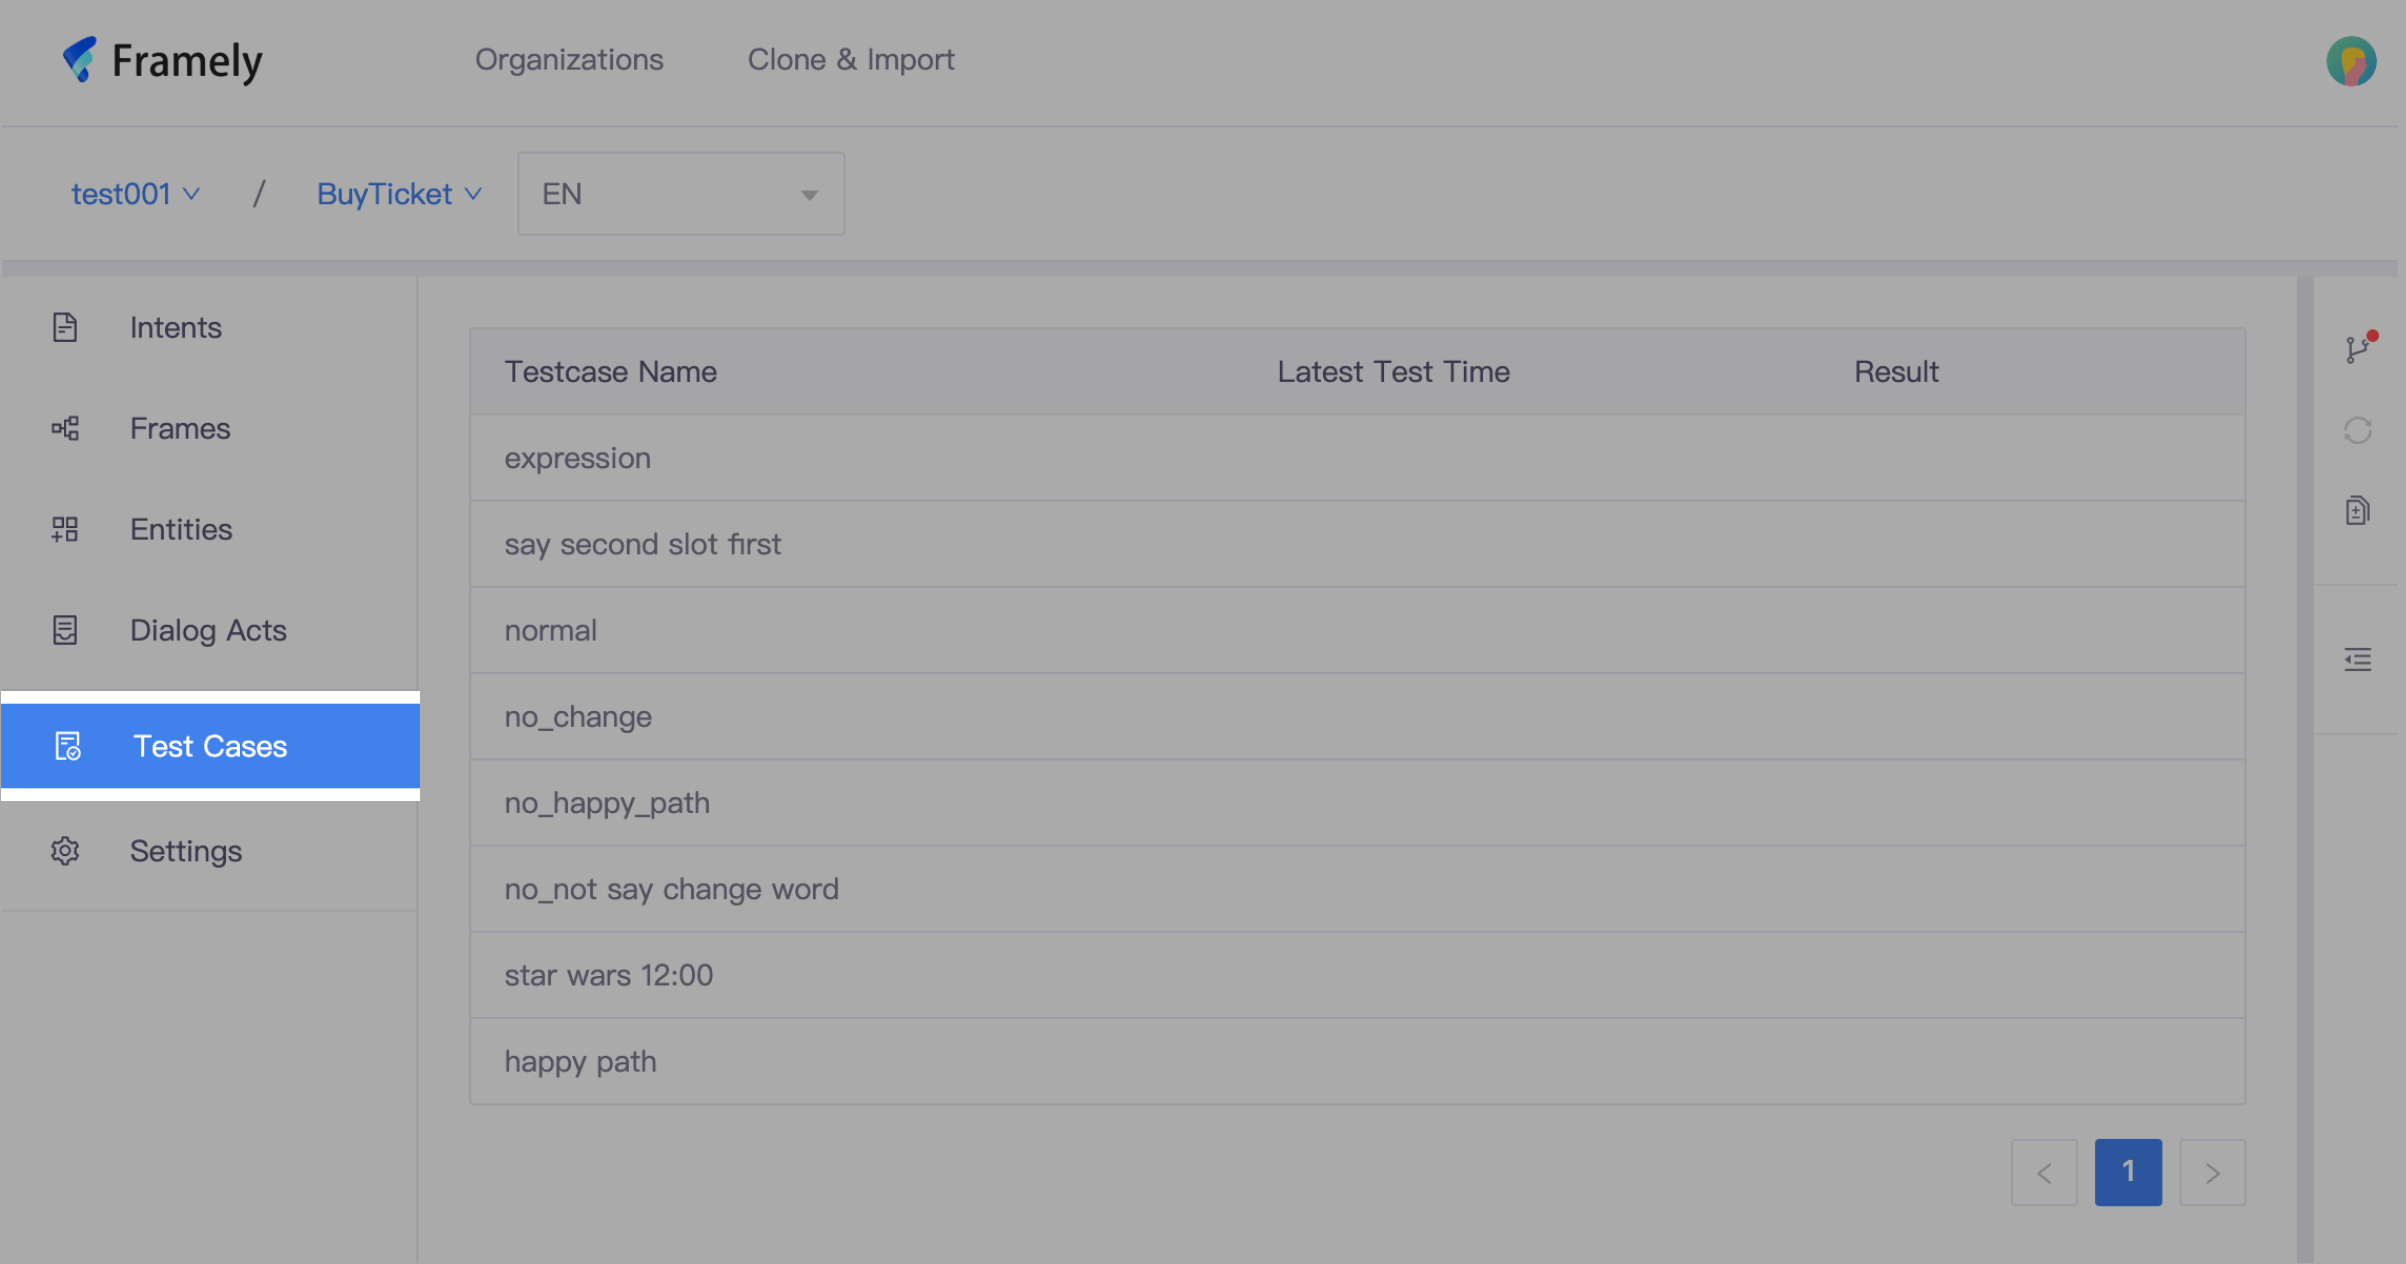 Framely
Organizations
Clone & Import
test001
/
BuyTicket
EN
Intents
Frames
Entities
Dialog Acts
Test Cases
Settings
Testcase Name
Latest Test Time
Result
expression
say second slot first
normal
no_change
no_happy_path
no_not say change word
star wars 12:00
happy path
<
1
>